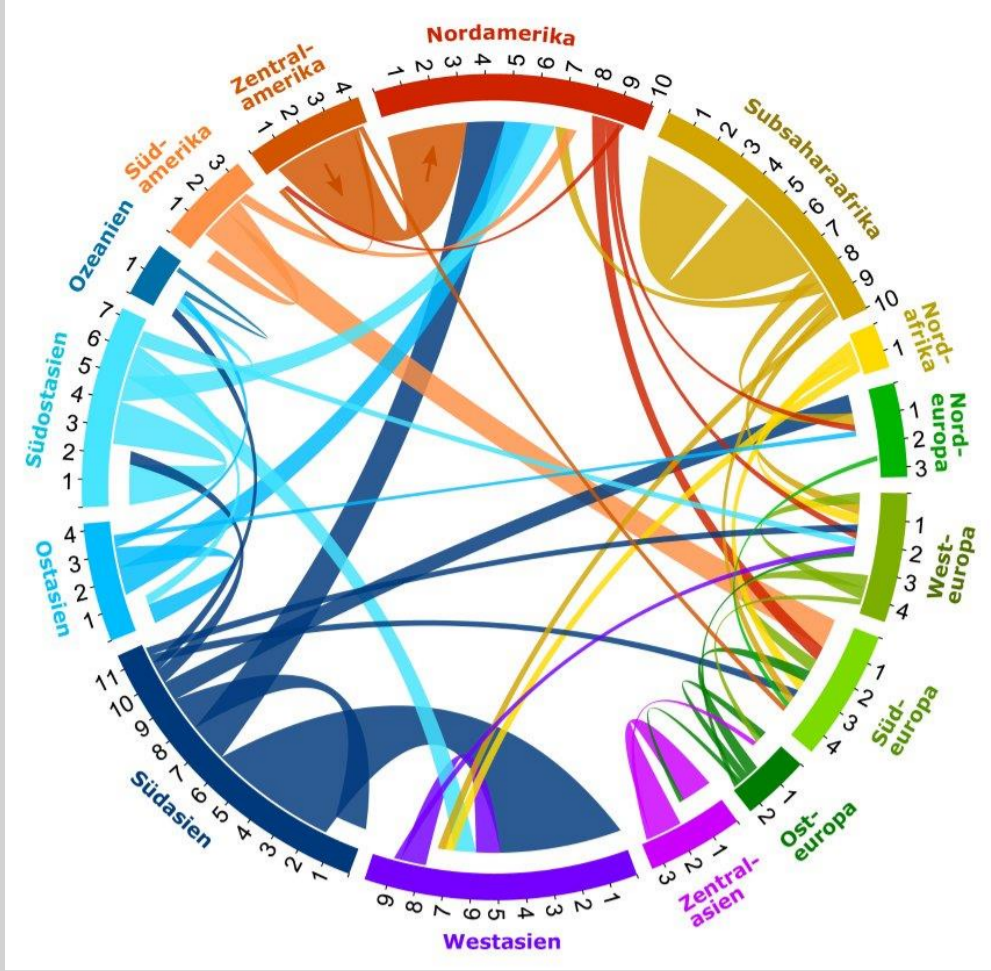 Nordamerika
1 2 3 4 5 6 7 8 9 10
Subsaharaafrika
1 2 3 4 5 6 7 8 9 10
Nord-
afrika
1
Nord-
europa
1 2 3
West-
europa
1 2 3 4
Süd-
europa
1 2 3 4
Ost-
europa
1 2
Zentral-
asien
1 2 3
Westasien
1 2 3 4 5 6 7 8 9
Südasien
1 2 3 4 5 6 7 8 9 10 11
Ostasien
1 2 3 4
Südostasien
1 2 3 4 5 6 7
Ozeanien
1
Süd-
amerika
1 2 3
Zentral-
amerika
1 2 3 4